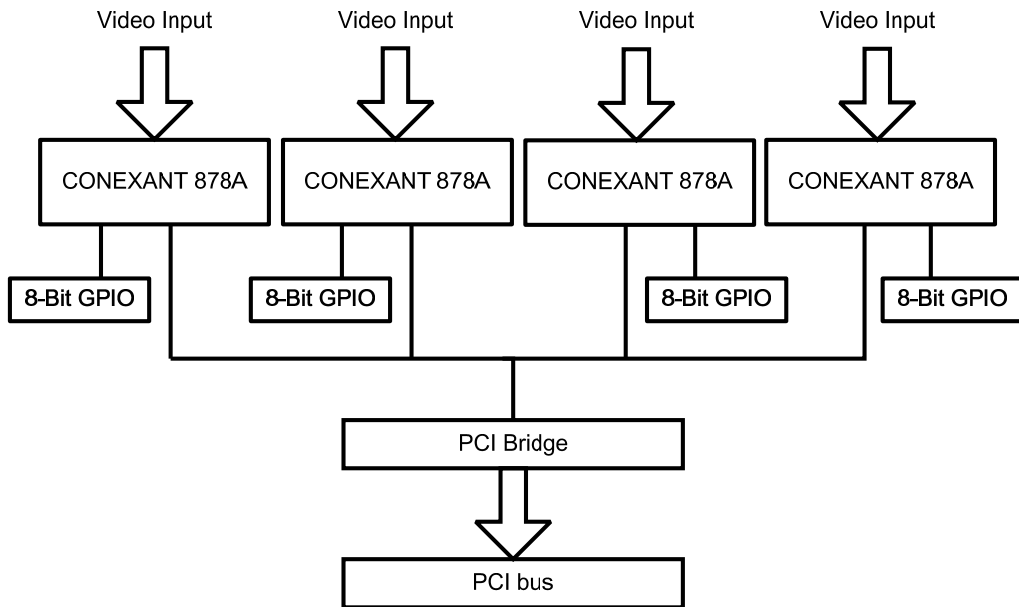 Video Input
Video Input
Video Input
Video Input
CONEXANT 878A
CONEXANT 878A
CONEXANT 878A
CONEXANT 878A
8-Bit GPIO
8-Bit GPIO
8-Bit GPIO
8-Bit GPIO
PCI Bridge
PCI bus